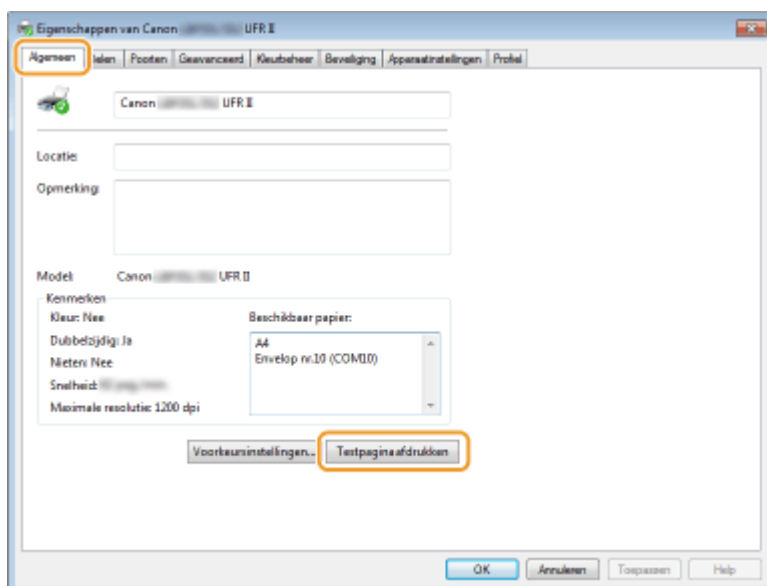 Eigenschappen van Canon UFR II
Algemeen Delen Poorten Geavanceerd Kleurbeheer Beveiliging Apparaatinstellingen Profiel
Canon UFR II
Locatie:
Opmerking:
Model: Canon UFR II
Kenmerken
Kleur: Nee
Beschikbaar papier:
Dubbelzijdig: Ja
A4
Nieten: Nee
Envelop nr.10 (COM10)
Snelheid:
Maximale resolutie: 1200 dpi
Voorkeursinstellingen... Testpagina afdrukken
OK Annuleren Toepassen Help